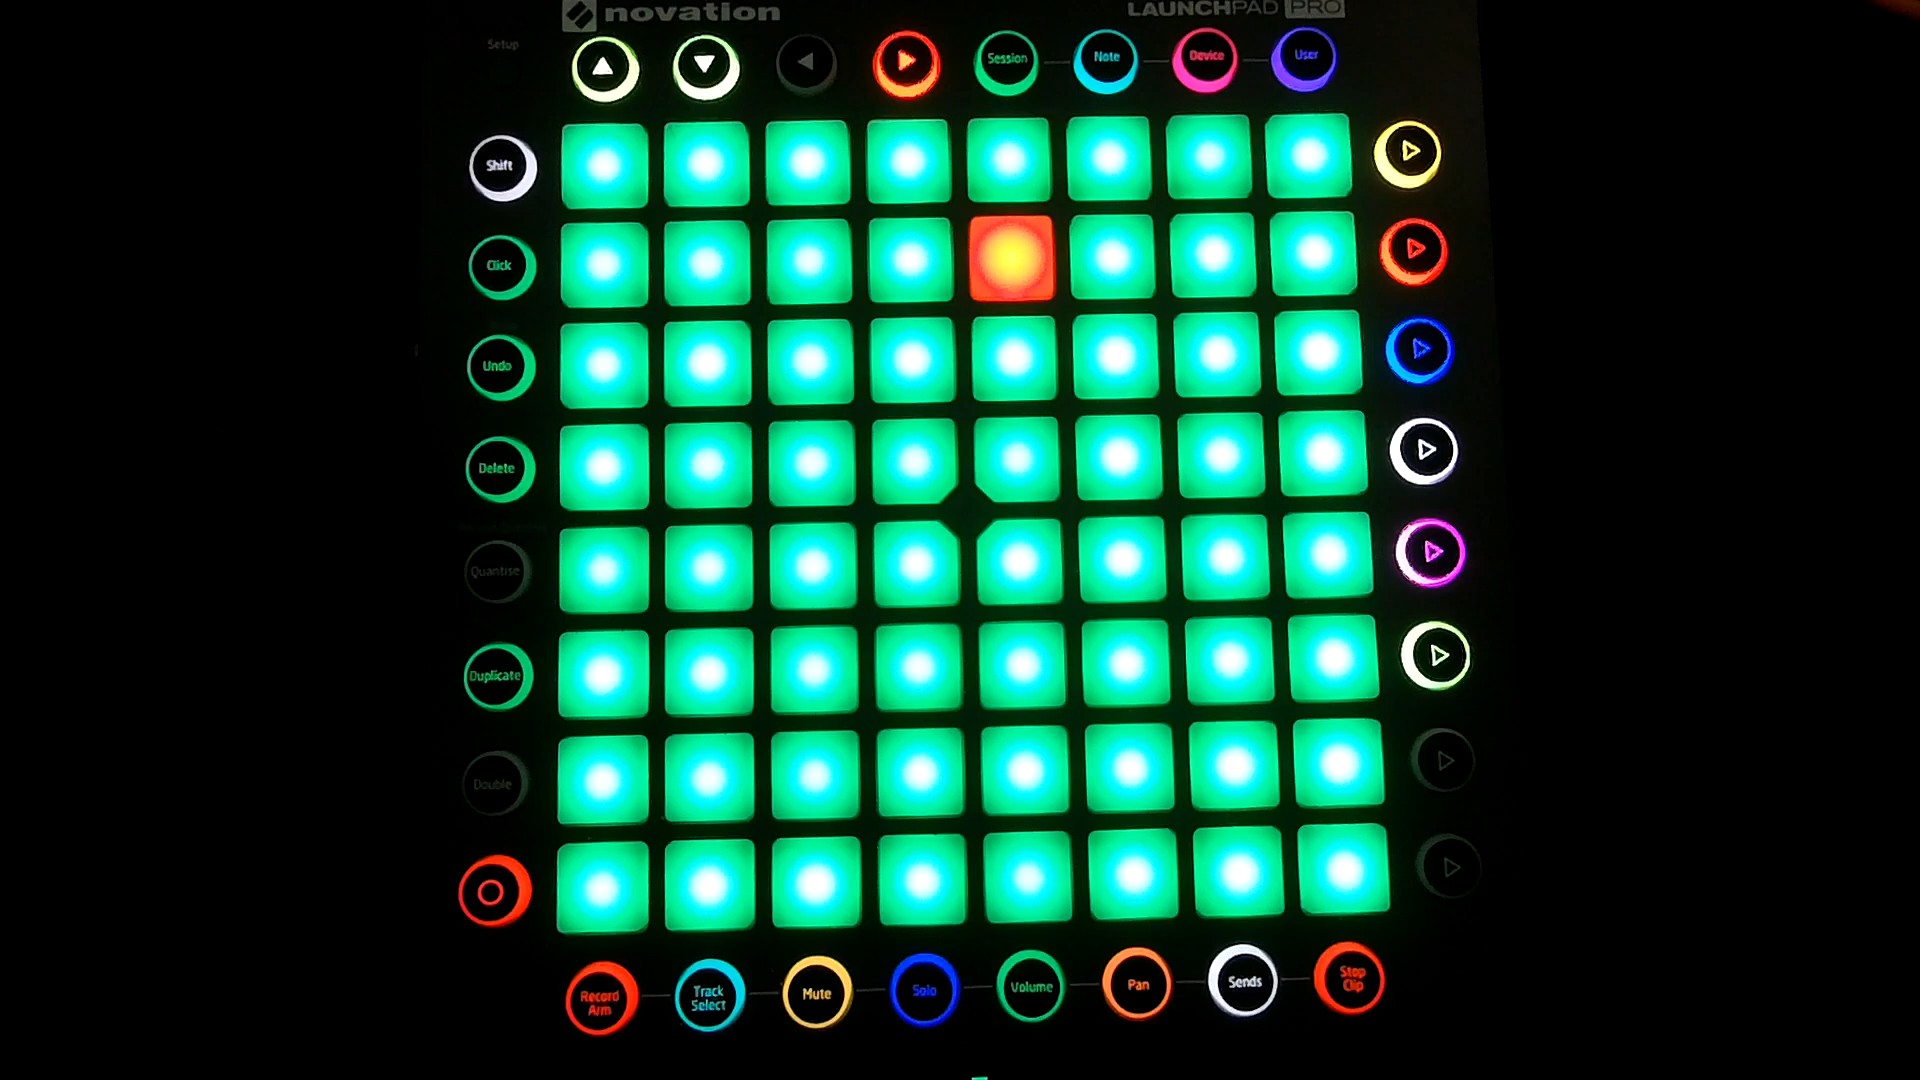 novation
LAUNCHPAD PRO
Setup
Session
Note
Device
User
Shift
Click
Undo
Delete
Quantise
Duplicate
Double
Record
Arm
Track
Select
Mute
Solo
Volume
Pan
Sends
Stop
Clip